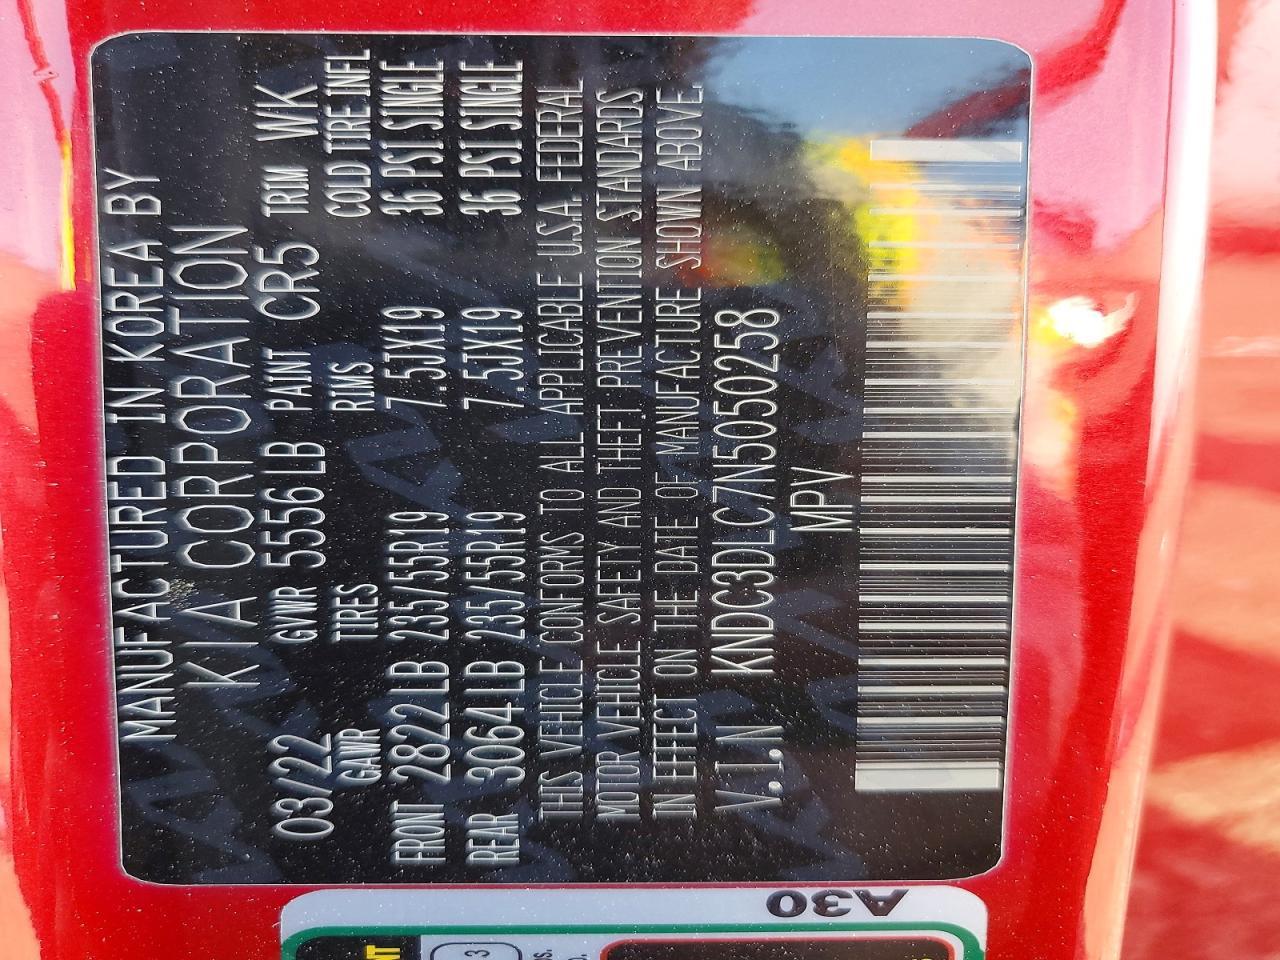 MANUFACTURED IN KOREA BY
KIA CORPORATION
03/22 GVWR 5556LB PAINT CR5 TRIM WK
GAWR TIRES RIMS COLD TIRE INFL
FRONT 2822LB 235/55R19 7.5JX19 36 PSI SINGLE
REAR 3064LB 235/55R19 7.5JX19 36 PSI SINGLE
THIS VEHICLE CONFORMS TO ALL APPLICABLE U.S.A. FEDERAL
MOTOR VEHICLE SAFETY AND THEFT PREVENTION STANDARDS
IN EFFECT ON THE DATE OF MANUFACTURE SHOWN ABOVE.
V.I.N KNDC3DLC7N5050258
MPV
A30
3